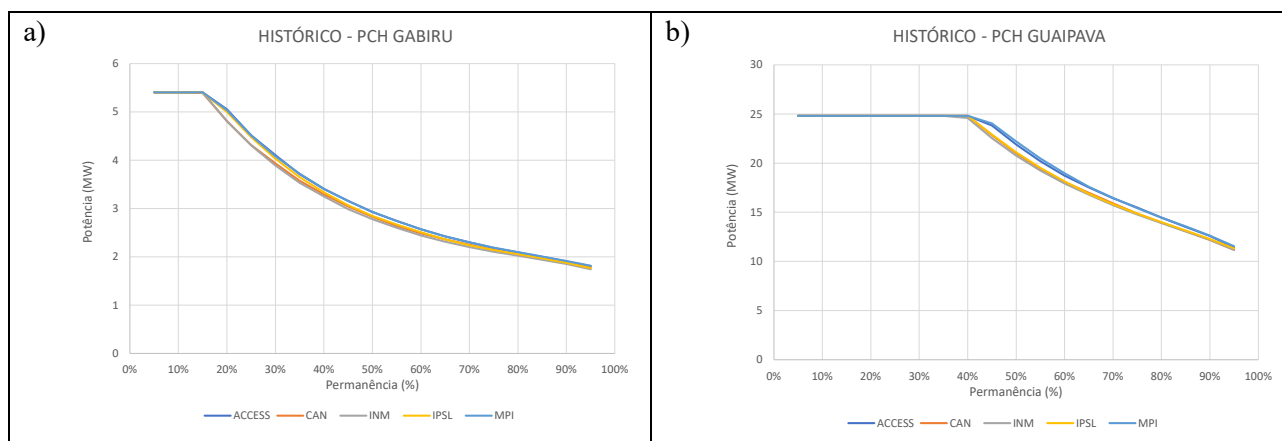 a)
HISTÓRICO - PCH GABIRU
6
5
4
3
2
1
0
Potência (MW)
0% 10% 20% 30% 40% 50% 60% 70% 80% 90% 100%
Permanência (%)
ACCESS CAN INM IPSL MPI
b)
HISTÓRICO - PCH GUAIPAVA
30
25
20
15
10
5
0
Potência (MW)
0% 10% 20% 30% 40% 50% 60% 70% 80% 90% 100%
Permanência (%)
ACCESS CAN INM IPSL MPI